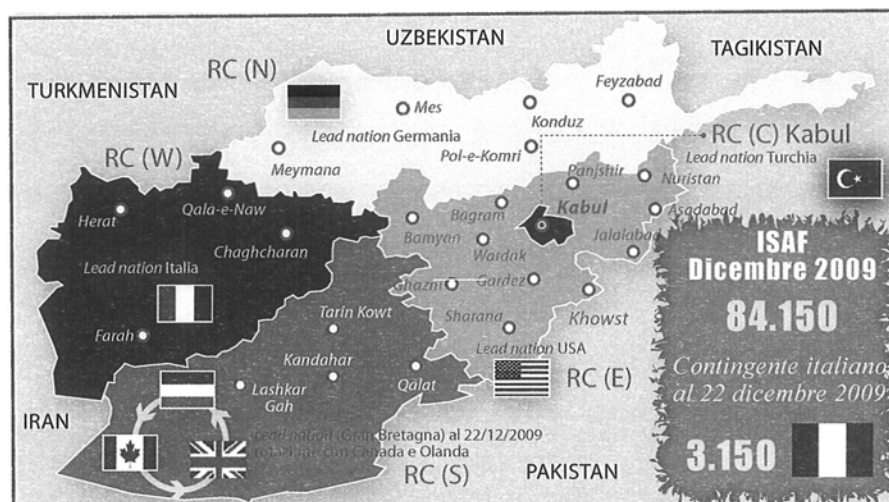 UZBEKISTAN
TAGIKISTAN
TURKMENISTAN
RC (N)
Feyzabad
Mes
Konduz
Lead nation Germania
RC (C) Kabul
Lead nation Turchia
RC (W)
Meymana
Pol-e-Komri
Panjshir
Nuristan
Qala-e-Naw
Herat
Bagram
Kabul
Asadabad
Chaghcharan
Bamyan
Wardak
Jalalabad
Lead nation Italia
Ghazni
Gardez
Khowst
Tarin Kowt
Sharana
Farah
Lead nation USA
Kandahar
RC (E)
Lashkar
Gah
Qalat
IRAN
Lead nation (Gran Bretagna) al 22/12/2009
rotazione con Canada e Olanda
RC (S)
PAKISTAN
ISAF
Dicembre 2009
84.150
Contingente italiano
al 22 dicembre 2009
3.150